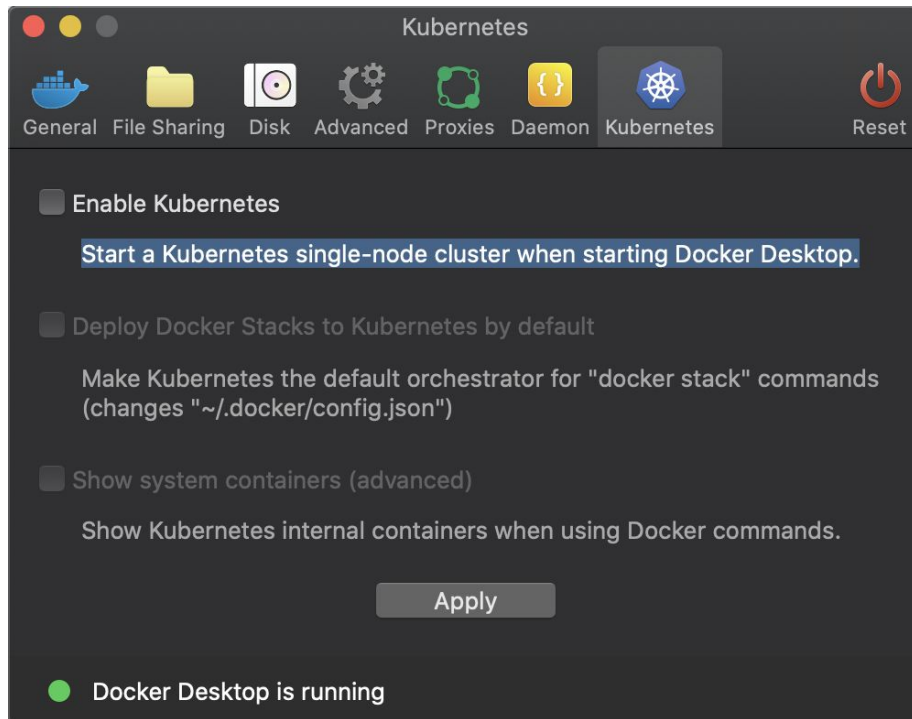 Kubernetes
General File Sharing Disk Advanced Proxies Daemon Kubernetes Reset
Enable Kubernetes
Start a Kubernetes single-node cluster when starting Docker Desktop.
Deploy Docker Stacks to Kubernetes by default
Make Kubernetes the default orchestrator for "docker stack" commands
(changes "~/.docker/config.json")
Show system containers (advanced)
Show Kubernetes internal containers when using Docker commands.
Apply
Docker Desktop is running